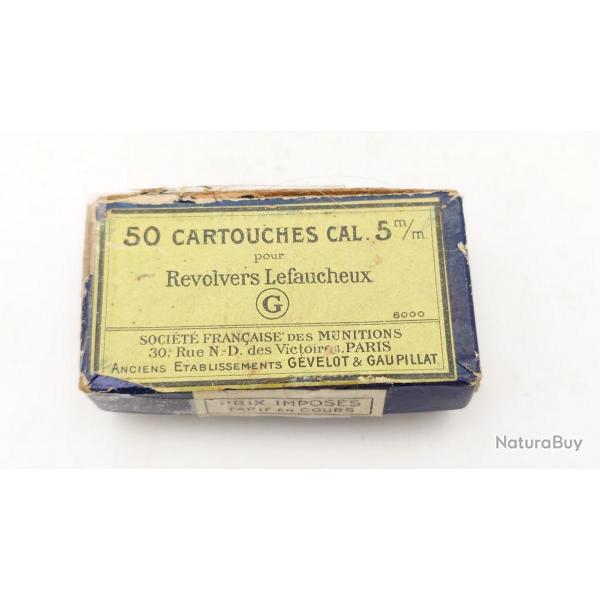 50 CARTOUCHES CAL. 5 m/m.
pour
Revolvers Lefaucheux
G
8000
SOCIÉTÉ FRANÇAISE DES MUNITIONS
30, Rue N-D. des Victoires, PARIS
ANCIENS ETABLISSEMENTS GÉVELOT & GAUPILLAT
PRIX IMPOSÉS
TARIF EN COURS
NaturaBuy